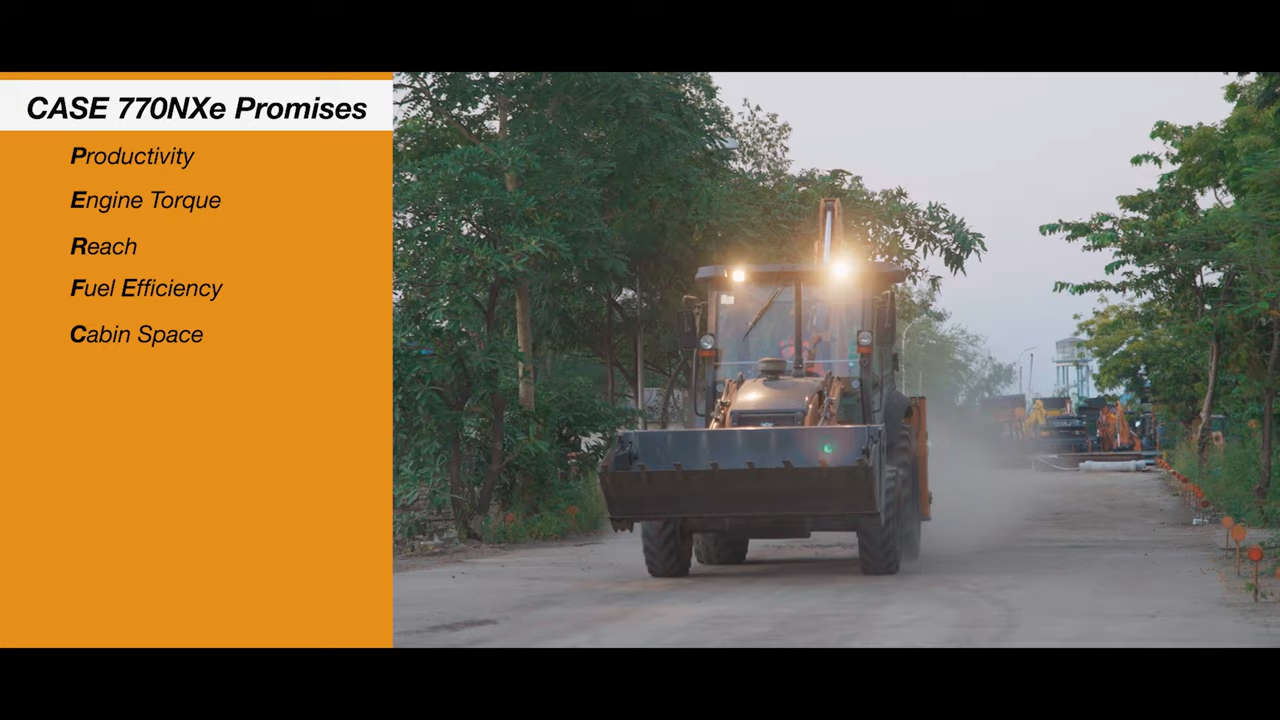 CASE 770NXe Promises
Productivity
Engine Torque
Reach
Fuel Efficiency
Cabin Space